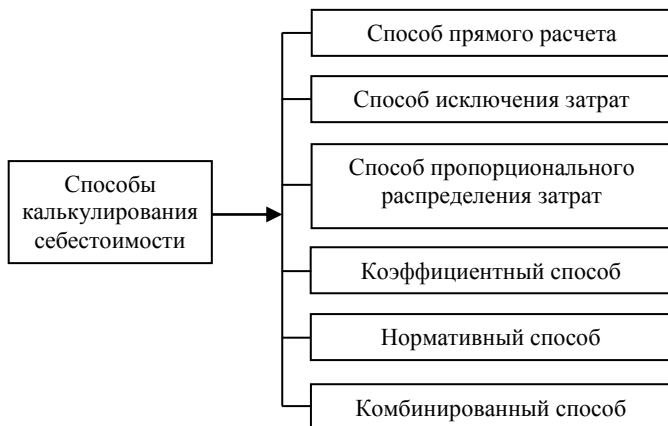 Способ прямого расчета
Способ исключения затрат
Способы
калькулирования
себестоимости
Способ пропорционального
распределения затрат
Коэффициентный способ
Нормативный способ
Комбинированный способ